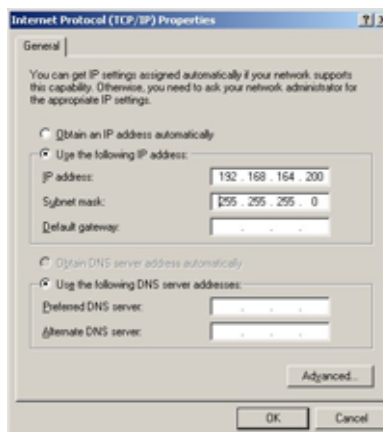 Internet Protocol (TCP/IP) Properties
General
You can get IP settings assigned automatically if your network supports
this capability. Otherwise, you need to ask your network administrator for
the appropriate IP settings.
Obtain an IP address automatically
Use the following IP address:
IP address: 192 . 168 . 164 . 200
Subnet mask: 255 . 255 . 255 . 0
Default gateway: . . .
Obtain DNS server address automatically
Use the following DNS server addresses:
Preferred DNS server: . . .
Alternate DNS server: . . .
Advanced...
OK Cancel